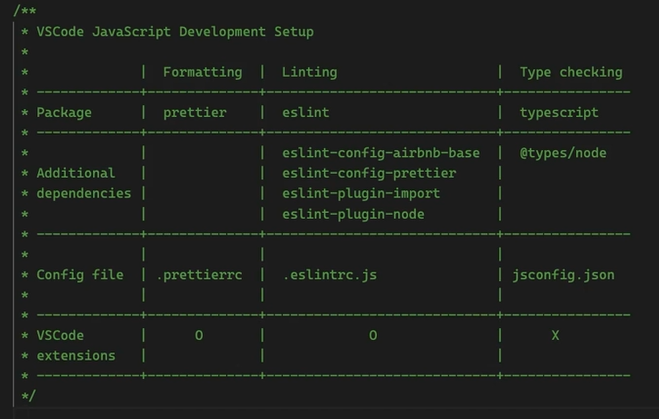 /**
 * VSCode JavaScript Development Setup
 *
 *              |  Formatting  |  Linting                    |  Type checking
 * -------------+--------------+-----------------------------+----------------
 * Package      |  prettier    |  eslint                     |  typescript
 * -------------+--------------+-----------------------------+----------------
 *              |              |  eslint-config-airbnb-base  |  @types/node
 * Additional   |              |  eslint-config-prettier     |
 * dependencies |              |  eslint-plugin-import       |
 *              |              |  eslint-plugin-node         |
 * -------------+--------------+-----------------------------+----------------
 *              |              |                             |
 * Config file  | .prettierrc  |  .eslintrc.js               | jsconfig.json
 *              |              |                             |
 * -------------+--------------+-----------------------------+----------------
 * VSCode       |      O       |             O               |      X
 * extensions   |              |                             |
 * -------------+--------------+-----------------------------+----------------
 */